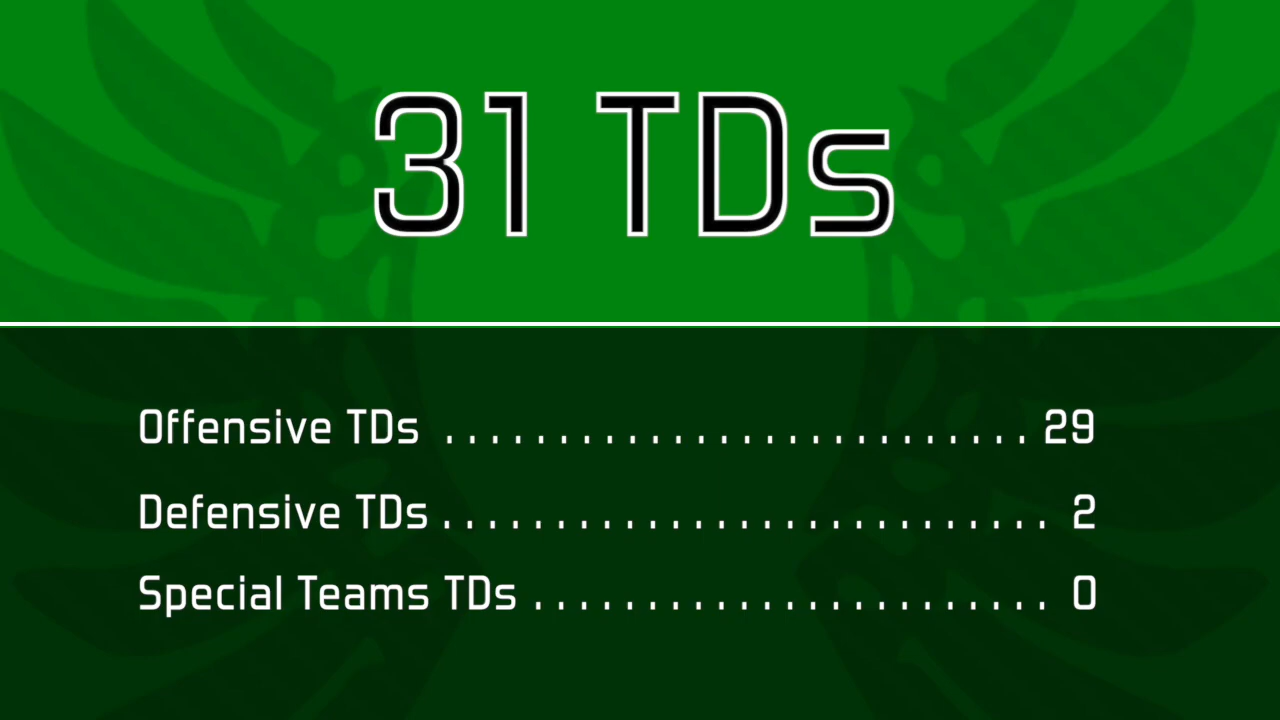 31 TDs
Offensive TDs ........................... 29
Defensive TDs ........................... 2
Special Teams TDs ....................... 0